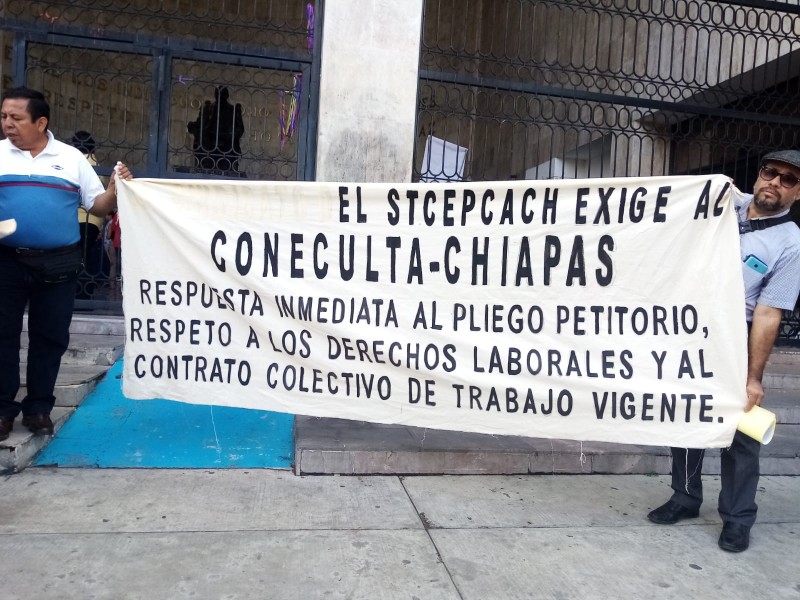 EL STCEPCACH EXIGE AL
CONECULTA-CHIAPAS
RESPUESTA INMEDIATA AL PLIEGO PETITORIO,
RESPETO A LOS DERECHOS LABORALES Y AL
CONTRATO COLECTIVO DE TRABAJO VIGENTE.